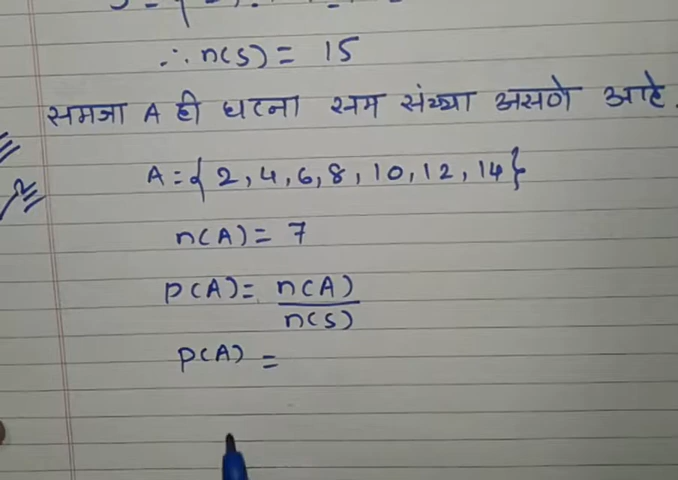 ∴ n(S) = 15
समजा A ही घटना सम संख्या असणे आहे.
A = { 2, 4, 6, 8, 10, 12, 14 }
n(A) = 7
P(A) = n(A)
n(S)
P(A) =